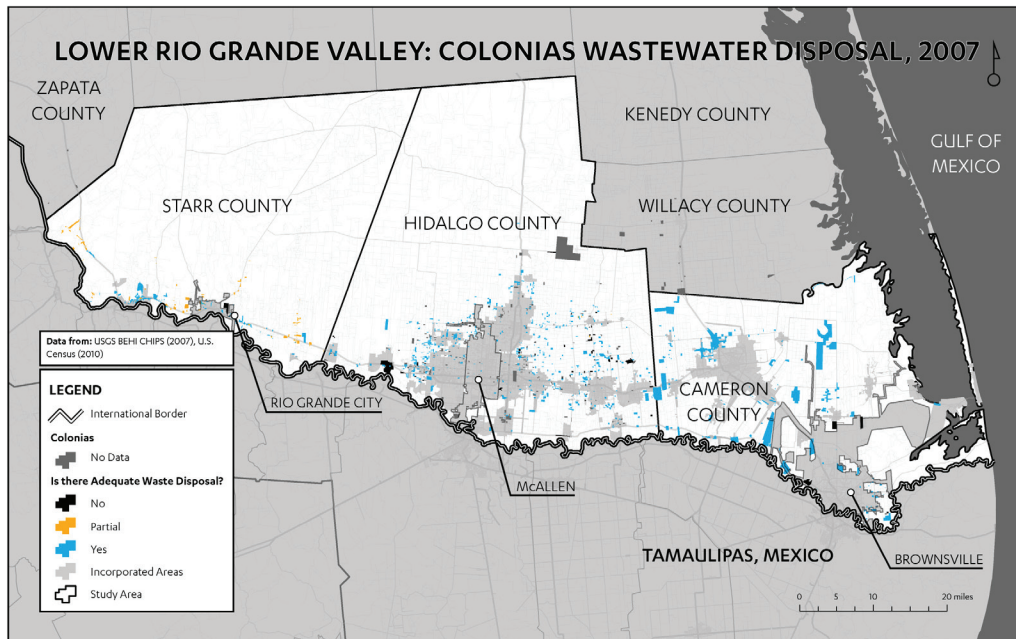 LOWER RIO GRANDE VALLEY: COLONIAS WASTEWATER DISPOSAL, 2007
ZAPATA
COUNTY
KENEDY COUNTY
GULF OF
MEXICO
STARR COUNTY
HIDALGO COUNTY
WILLACY COUNTY
Data from: USGS BEHI CHIPS (2007), U.S.
Census (2010)
LEGEND
International Border
Colonias
No Data
Is there Adequate Waste Disposal?
No
Partial
Yes
Incorporated Areas
Study Area
RIO GRANDE CITY
CAMERON
COUNTY
McALLEN
TAMAULIPAS, MEXICO
BROWNSVILLE
0 5 10 20 miles